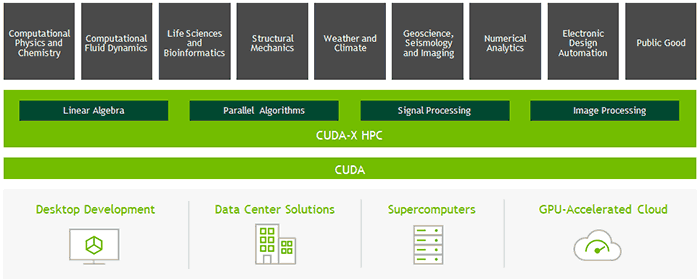 Computational
Physics and
Chemistry
Computational
Fluid Dynamics
Life Sciences
and
Bioinformatics
Structural
Mechanics
Weather and
Climate
Geoscience,
Seismology
and Imaging
Numerical
Analytics
Electronic
Design
Automation
Public Good
Linear Algebra
Parallel Algorithms
Signal Processing
Image Processing
CUDA-X HPC
CUDA
Desktop Development
Data Center Solutions
Supercomputers
GPU-Accelerated Cloud